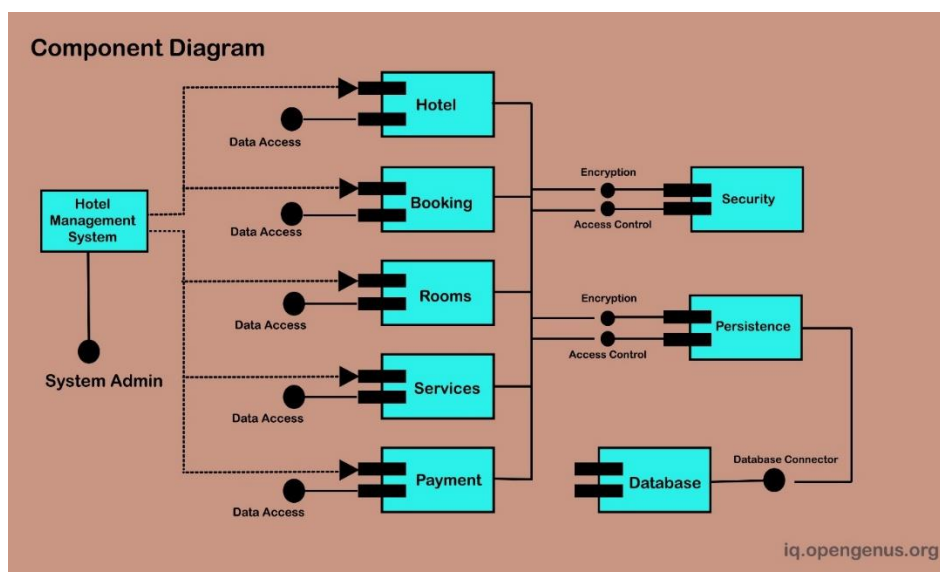 Component Diagram
Hotel
Data Access
Booking
Data Access
Hotel
Management
System
Rooms
Data Access
System Admin
Services
Data Access
Payment
Data Access
Encryption
Security
Access Control
Encryption
Persistence
Access Control
Database Connector
Database
iq.opengenus.org